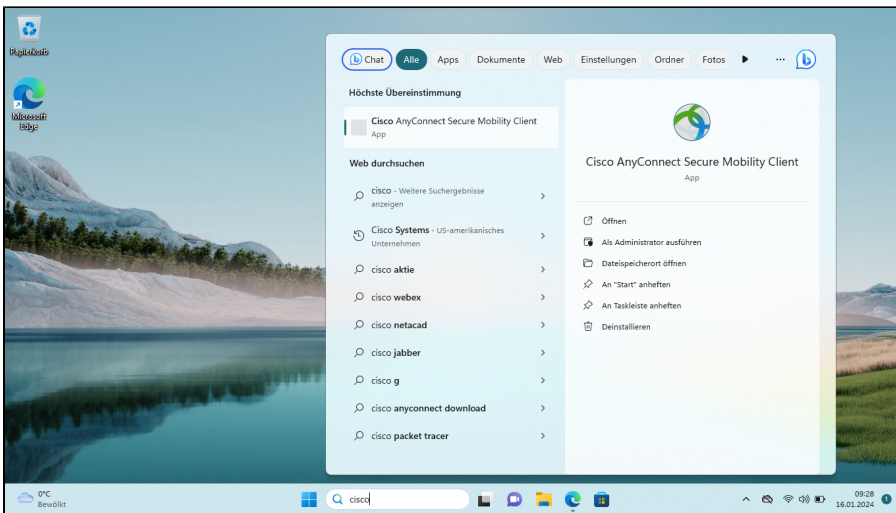 Papierkorb
Microsoft
Edge
Chat Alle Apps Dokumente Web Einstellungen Ordner Fotos
Höchste Übereinstimmung
Cisco AnyConnect Secure Mobility Client
App
Web durchsuchen
cisco - Weitere Suchergebnisse
anzeigen
Cisco Systems - US-amerikanisches
Unternehmen
cisco aktie
cisco webex
cisco netacad
cisco jabber
cisco g
cisco anyconnect download
cisco packet tracer
Cisco AnyConnect Secure Mobility Client
App
Öffnen
Als Administrator ausführen
Dateispeicherort öffnen
An "Start" anheften
An Taskleiste anheften
Deinstallieren
0°C
Bewölkt
cisco
09:28
16.01.2024
1